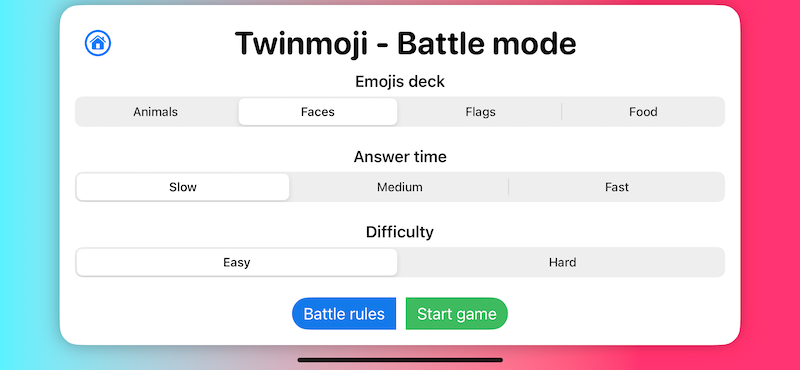 Twinmoji - Battle mode
Emojis deck
Animals Faces Flags Food
Answer time
Slow Medium Fast
Difficulty
Easy Hard
Battle rules Start game